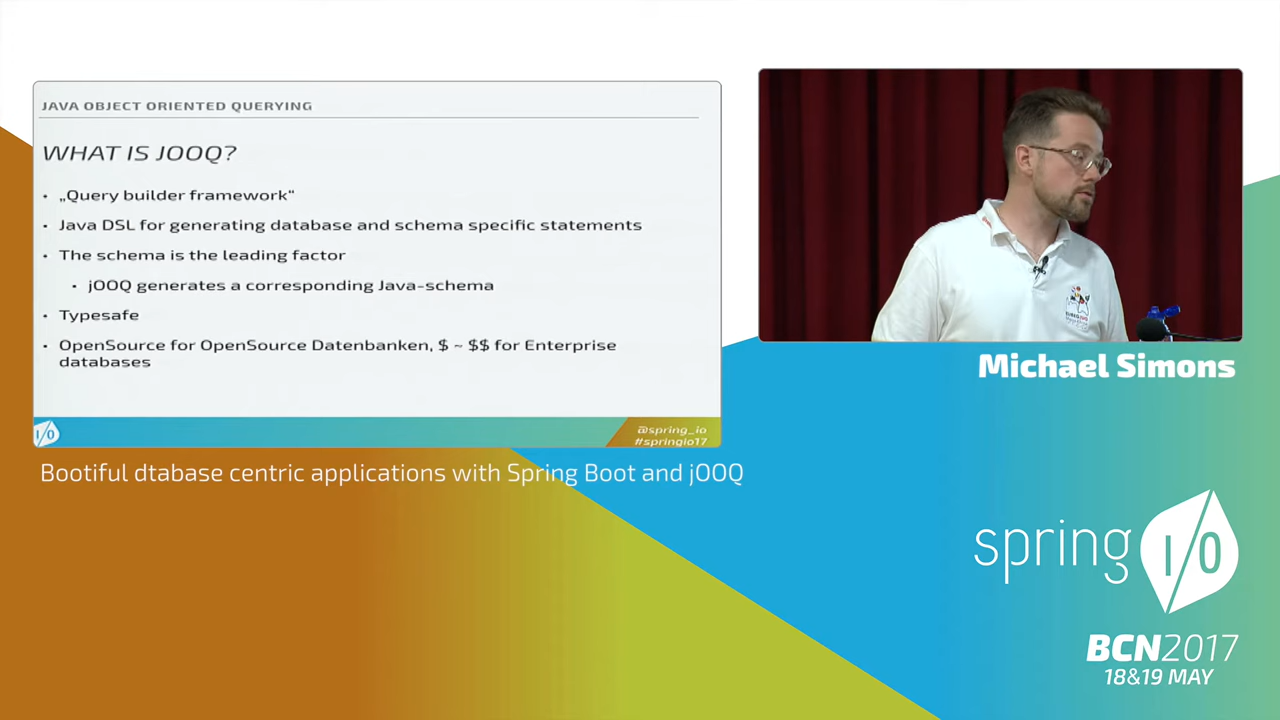 JAVA OBJECT ORIENTED QUERYING
WHAT IS JOOQ?
• „Query builder framework“
• Java DSL for generating database and schema specific statements
• The schema is the leading factor
• jOOQ generates a corresponding Java-schema
• Typesafe
• OpenSource for OpenSource Datenbanken, $ ~ $$ for Enterprise
databases
I/O
@spring_io
#springio17
Michael Simons
Bootiful dtabase centric applications with Spring Boot and jOOQ
spring I/O
BCN2017
18&19 MAY